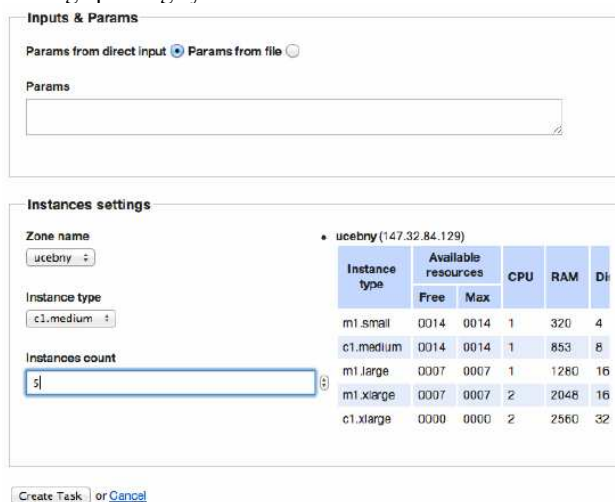 Inputs & Params
Params from direct input Params from file
Params
Instances settings
Zone name
ucebny
Instance type
c1.medium
Instances count
5
ucebny (147.32.84.129)
Instance type Available resources CPU RAM Di
Free Max
m1.small 0014 0014 1 320 4
c1.medium 0014 0014 1 853 8
m1.large 0007 0007 1 1280 16
m1.xlarge 0007 0007 2 2048 16
c1.xlarge 0000 0000 2 2560 32
Create Task or Cancel